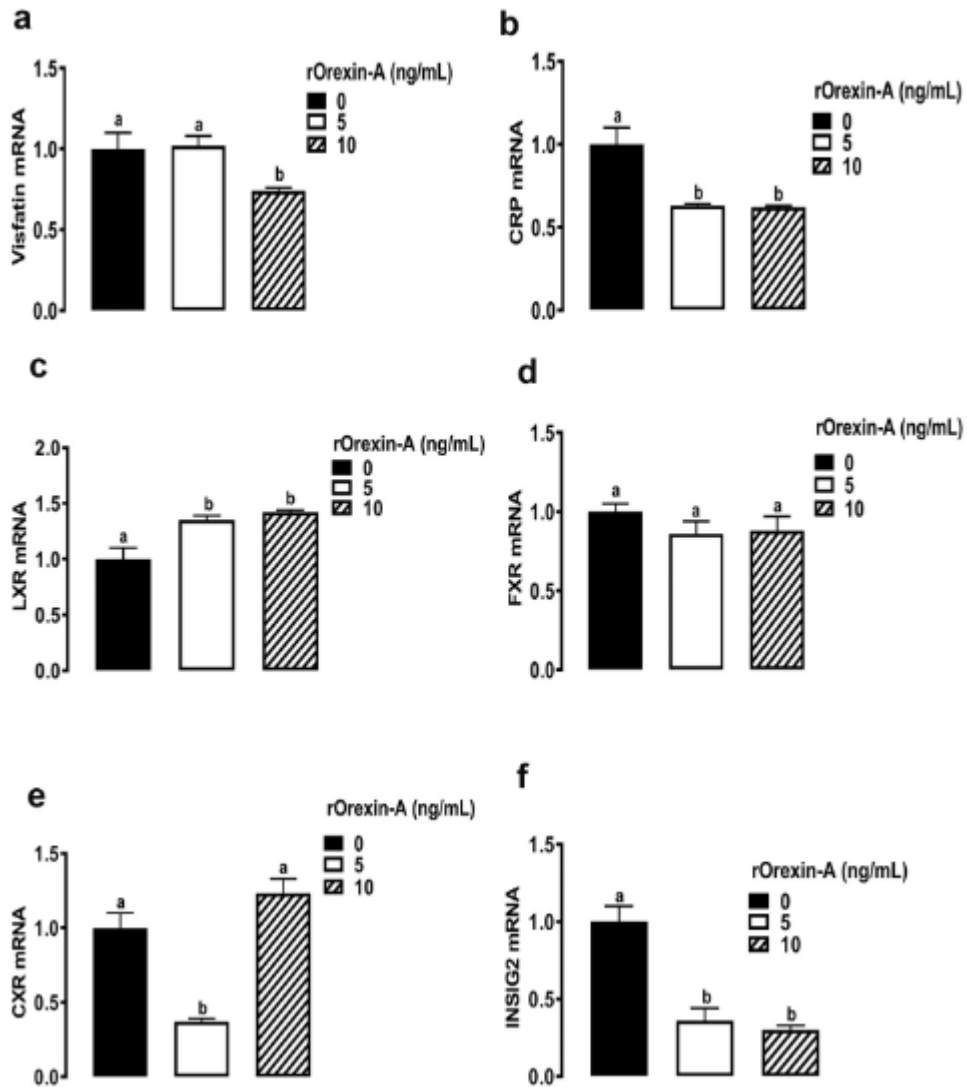 a
rOrexin-A (ng/mL)
0
5
10
Visfatin mRNA
1.5
1.0
0.5
0.0
a
a
b
b
rOrexin-A (ng/mL)
0
5
10
CRP mRNA
1.5
1.0
0.5
0.0
a
b
b
c
rOrexin-A (ng/mL)
0
5
10
LXR mRNA
2.0
1.5
1.0
0.5
0.0
a
b
b
d
rOrexin-A (ng/mL)
0
5
10
FXR mRNA
1.5
1.0
0.5
0.0
a
a
a
e
rOrexin-A (ng/mL)
0
5
10
CXR mRNA
1.5
1.0
0.5
0.0
a
b
a
f
rOrexin-A (ng/mL)
0
5
10
INSIG2 mRNA
1.5
1.0
0.5
0.0
a
b
b